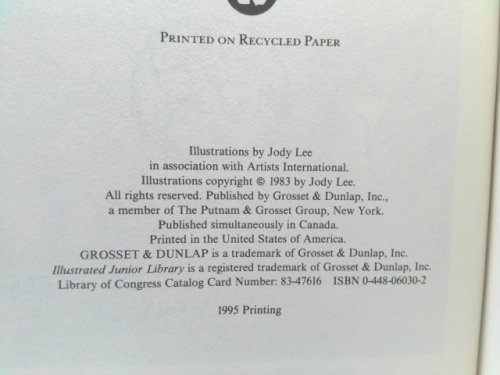 PRINTED ON RECYCLED PAPER
Illustrations by Jody Lee
in association with Artists International.
Illustrations copyright © 1983 by Jody Lee.
All rights reserved. Published by Grosset & Dunlap, Inc.,
a member of The Putnam & Grosset Group, New York.
Published simultaneously in Canada.
Printed in the United States of America.
GROSSET & DUNLAP is a trademark of Grosset & Dunlap, Inc.
Illustrated Junior Library is a registered trademark of Grosset & Dunlap, Inc.
Library of Congress Catalog Card Number: 83-47616 ISBN 0-448-06030-2
1995 Printing